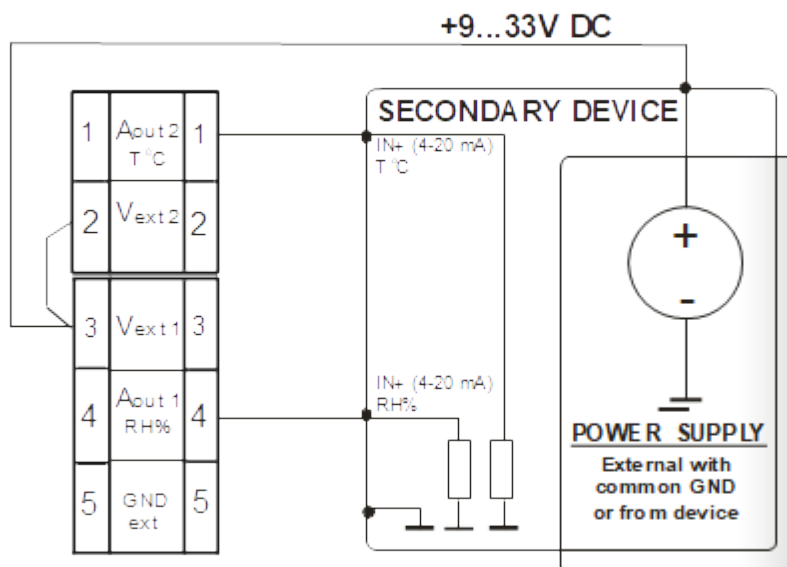 +9...33V DC
SECONDARY DEVICE
1 Aout 2 1
T °C
2 Vext 2 2
3 Vext 1 3
4 Aout 1 4
RH%
5 GND 5
ext
IN+ (4-20 mA)
T °C
IN+ (4-20 mA)
RH%
+
-
POWER SUPPLY
External with
common GND
or from device